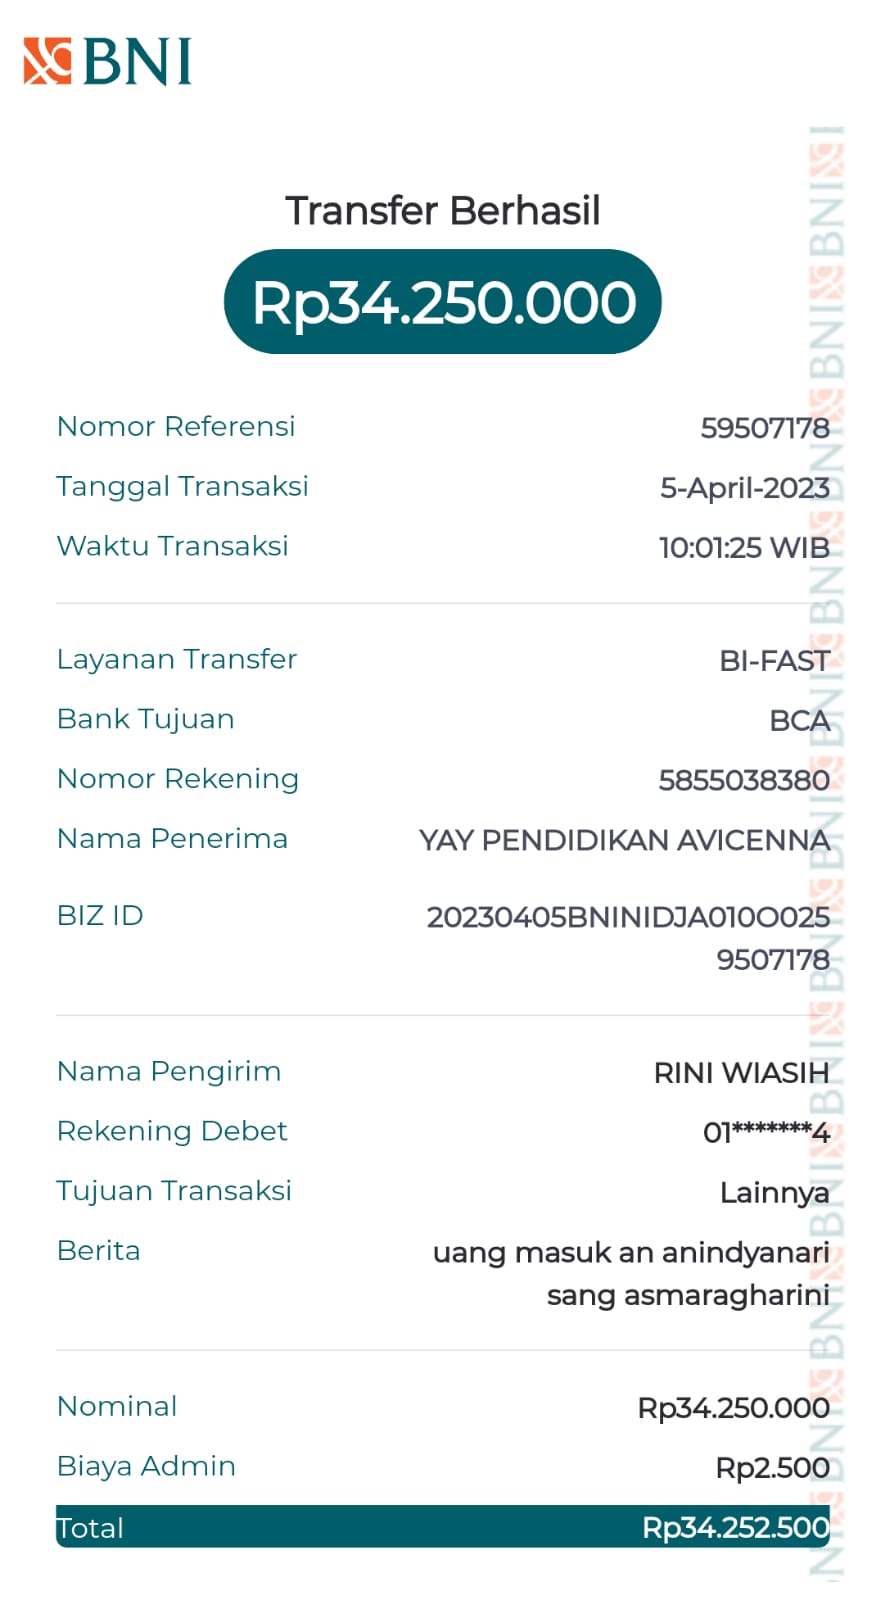 BNI
Transfer Berhasil
Rp34.250.000
Nomor Referensi 59507178
Tanggal Transaksi 5-April-2023
Waktu Transaksi 10:01:25 WIB
Layanan Transfer BI-FAST
Bank Tujuan BCA
Nomor Rekening 5855038380
Nama Penerima YAY PENDIDIKAN AVICENNA
BIZ ID 20230405BNINIDJA010O025
9507178
Nama Pengirim RINI WIASIH
Rekening Debet 01*******4
Tujuan Transaksi Lainnya
Berita uang masuk an anindyanari
sang asmaragharini
Nominal Rp34.250.000
Biaya Admin Rp2.500
Total Rp34.252.500
BNI BNI BNI BNI BNI BNI BNI BNI BNI BNI BNI